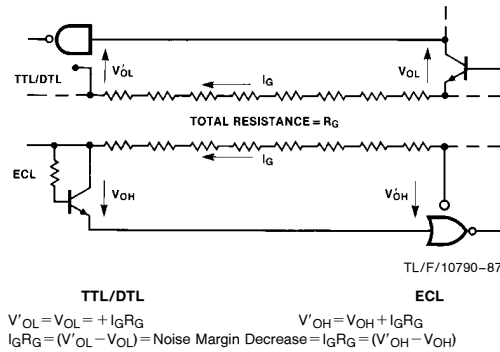 V'OL
VOL
TTL/DTL
IG
TOTAL RESISTANCE = RG
IG
ECL
VOH
V'OH
TL/F/10790–87
TTL/DTL
ECL
V'OL=VOL=+IGRG
V'OH=VOH+IGRG
IGRG=(V'OL−VOL)=Noise Margin Decrease=IGRG=(V'OH−VOH)